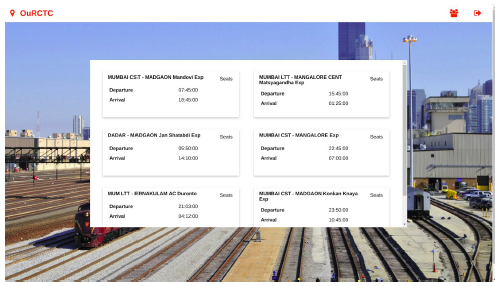 OuRCTC
MUMBAI CST - MADGAON Mandovi Exp
Seats
Departure 07:45:00
Arrival 18:45:00
MUMBAI LTT - MANGALORE CENT
Matsyagandha Exp
Seats
Departure 15:45:00
Arrival 01:25:00
DADAR - MADGAON Jan Shatabdi Exp
Seats
Departure 05:50:00
Arrival 14:10:00
MUMBAI CST - MANGALORE Exp
Seats
Departure 22:45:00
Arrival 07:00:00
MUM LTT - ERNAKULAM AC Duronto
Seats
Departure 21:03:00
Arrival 04:12:00
MUMBAI CST - MADGAON Konkan Knaya
Exp
Seats
Departure 23:50:00
Arrival 10:45:00